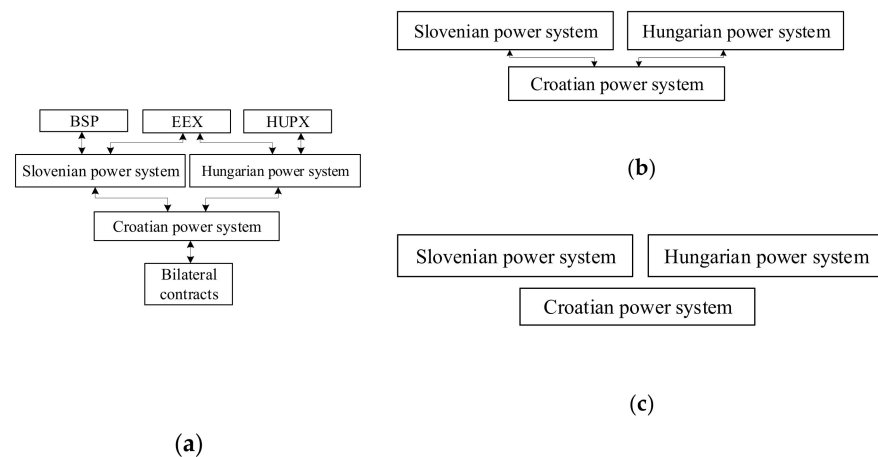 BSP
EEX
HUPX
Slovenian power system
Hungarian power system
Croatian power system
Bilateral
contracts
(a)
Slovenian power system
Hungarian power system
Croatian power system
(b)
Slovenian power system
Hungarian power system
Croatian power system
(c)